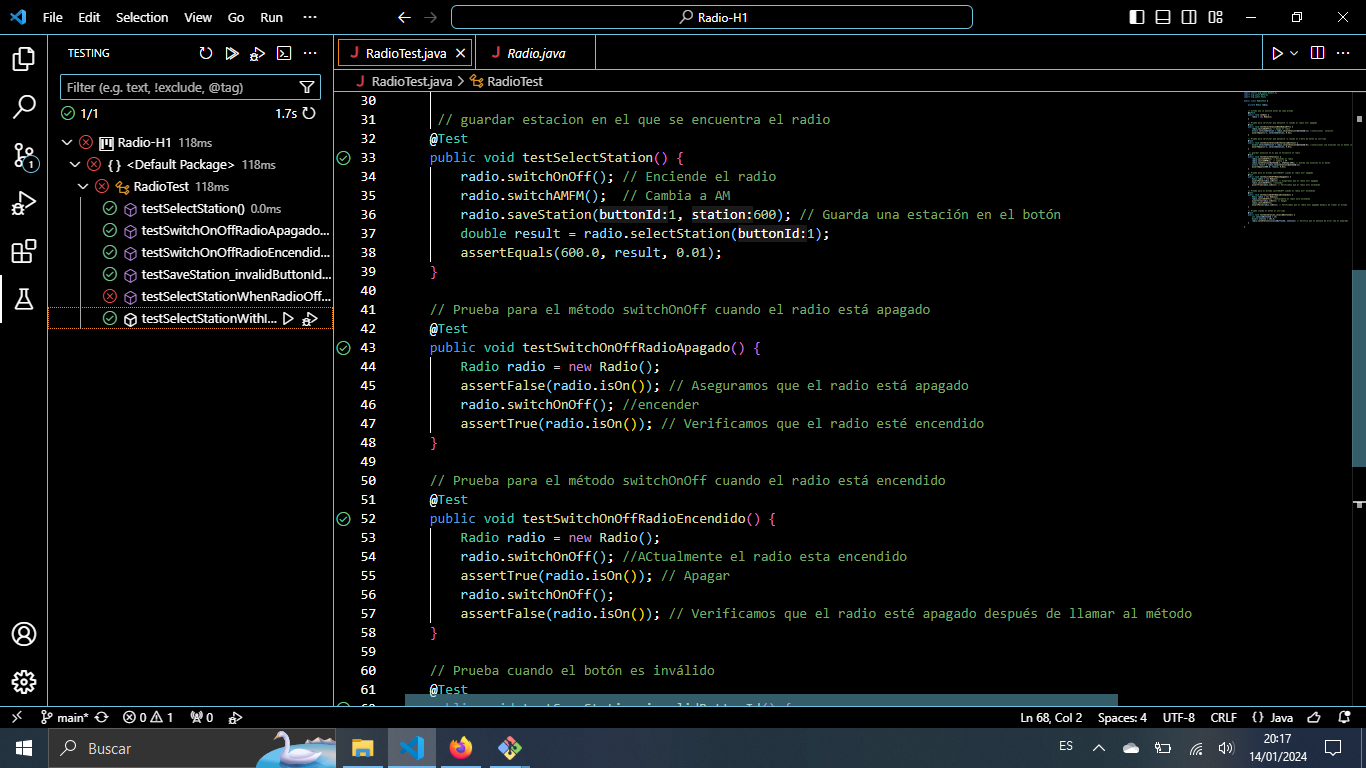 File Edit Selection View Go Run ···
Radio-H1
TESTING
Filter (e.g. text, !exclude, @tag)
1/1
1.7s
Radio-H1 118ms
{ } <Default Package> 118ms
RadioTest 118ms
testSelectStation() 0.0ms
testSwitchOnOffRadioApagado...
testSwitchOnOffRadioEncendid...
testSaveStation_invalidButtonId...
testSelectStationWhenRadioOff...
testSelectStationWithI...
1
J RadioTest.java
J Radio.java
J RadioTest.java > RadioTest
30
31 // guardar estacion en el que se encuentra el radio
32 @Test
33 public void testSelectStation() {
34 radio.switchOnOff(); // Enciende el radio
35 radio.switchAMFM(); // Cambia a AM
36 radio.saveStation(buttonId:1, station:600); // Guarda una estación en el botón
37 double result = radio.selectStation(buttonId:1);
38 assertEquals(600.0, result, 0.01);
39 }
40
41 // Prueba para el método switchOnOff cuando el radio está apagado
42 @Test
43 public void testSwitchOnOffRadioApagado() {
44 Radio radio = new Radio();
45 assertFalse(radio.isOn()); // Aseguramos que el radio está apagado
46 radio.switchOnOff(); //encender
47 assertTrue(radio.isOn()); // Verificamos que el radio esté encendido
48 }
49
50 // Prueba para el método switchOnOff cuando el radio está encendido
51 @Test
52 public void testSwitchOnOffRadioEncendido() {
53 Radio radio = new Radio();
54 radio.switchOnOff(); //ACtualmente el radio esta encendido
55 assertTrue(radio.isOn()); // Apagar
56 radio.switchOnOff();
57 assertFalse(radio.isOn()); // Verificamos que el radio esté apagado después de llamar al método
58 }
59
60 // Prueba cuando el botón es inválido
61 @Test
main* 0 1 0
Ln 68, Col 2 Spaces: 4 UTF-8 CRLF { } Java
Buscar
ES
20:17
14/01/2024